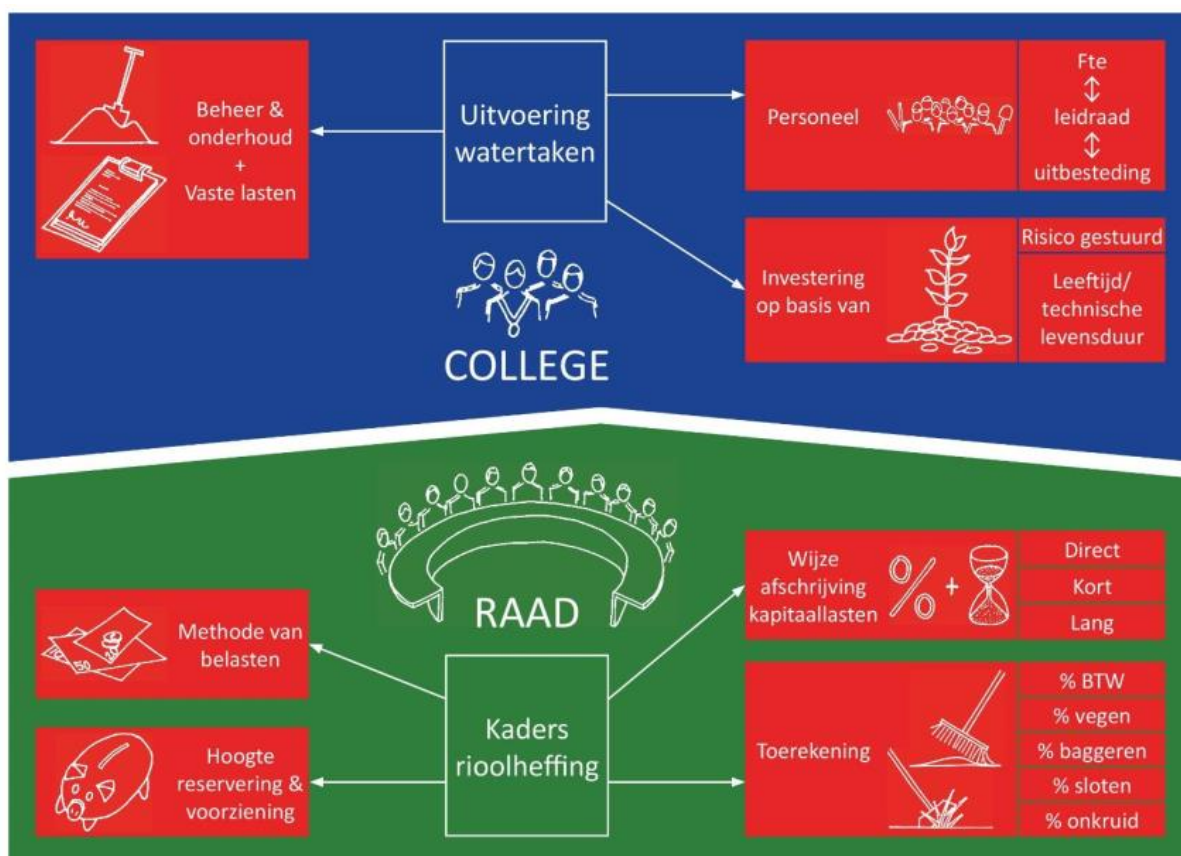 Beheer &
onderhoud
+
Vaste lasten
Uitvoering
watertaken
Personeel
Fte
leidraad
uitbesteding
Investering
op basis van
Risico gestuurd
Leeftijd/
technische
levensduur
COLLEGE
RAAD
Methode van
belasten
50
Hoogte
reservering &
voorziening
Kaders
rioolheffing
Wijze
afschrijving
kapitaallasten
% +
Direct
Kort
Lang
Toerekening
% BTW
% vegen
% baggeren
% sloten
% onkruid